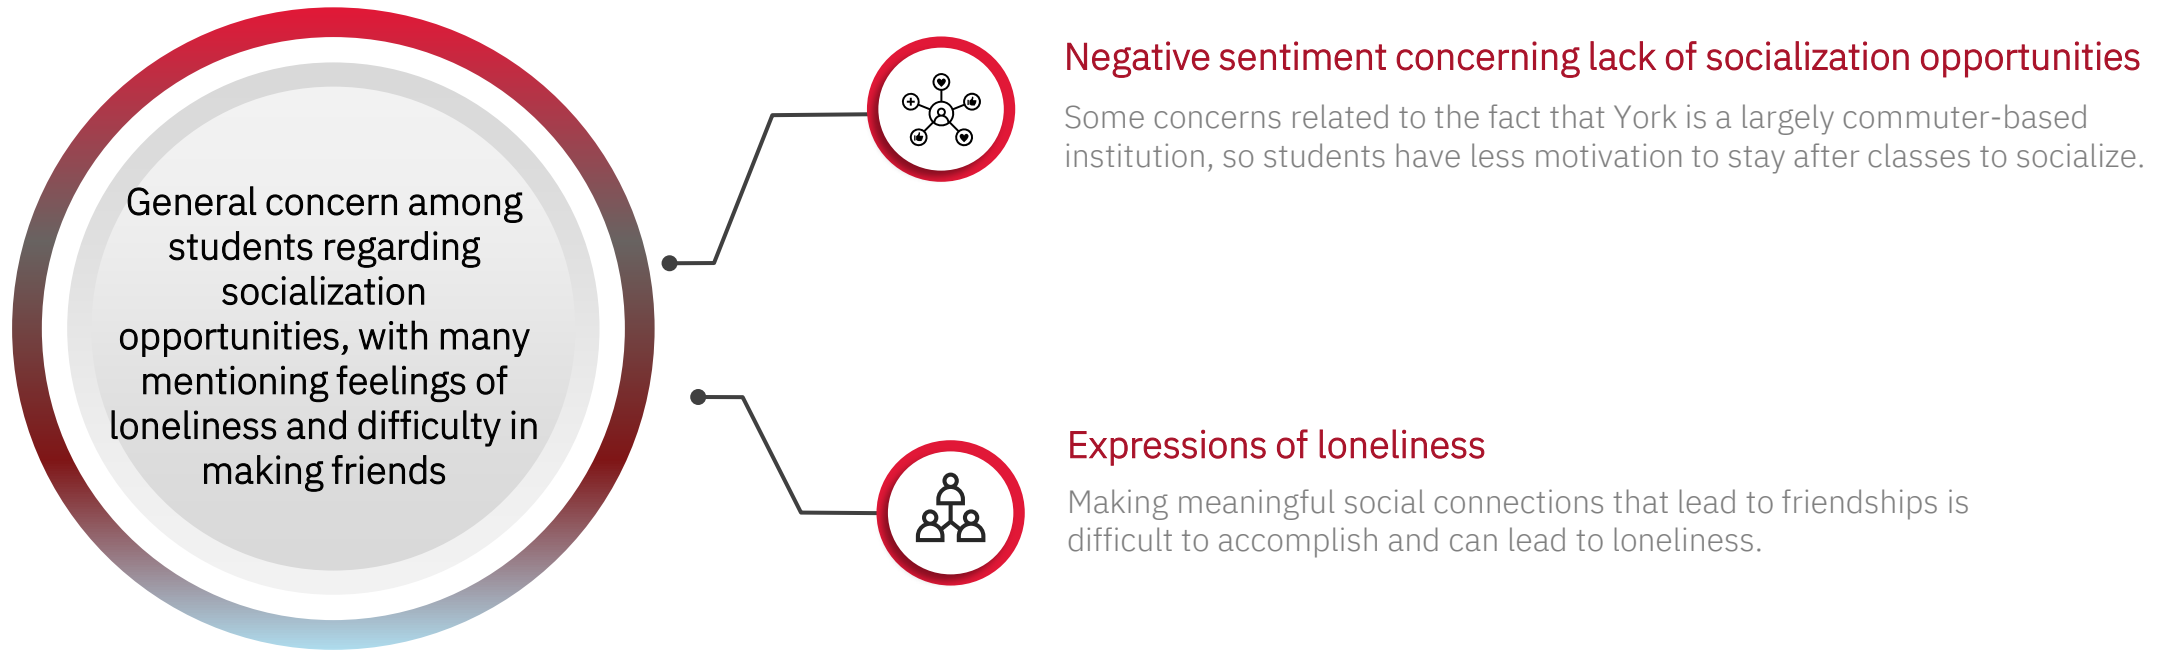 General concern among
students regarding
socialization
opportunities, with many
mentioning feelings of
loneliness and difficulty in
making friends
Negative sentiment concerning lack of socialization opportunities
Some concerns related to the fact that York is a largely commuter-based
institution, so students have less motivation to stay after classes to socialize.
Expressions of loneliness
Making meaningful social connections that lead to friendships is
difficult to accomplish and can lead to loneliness.